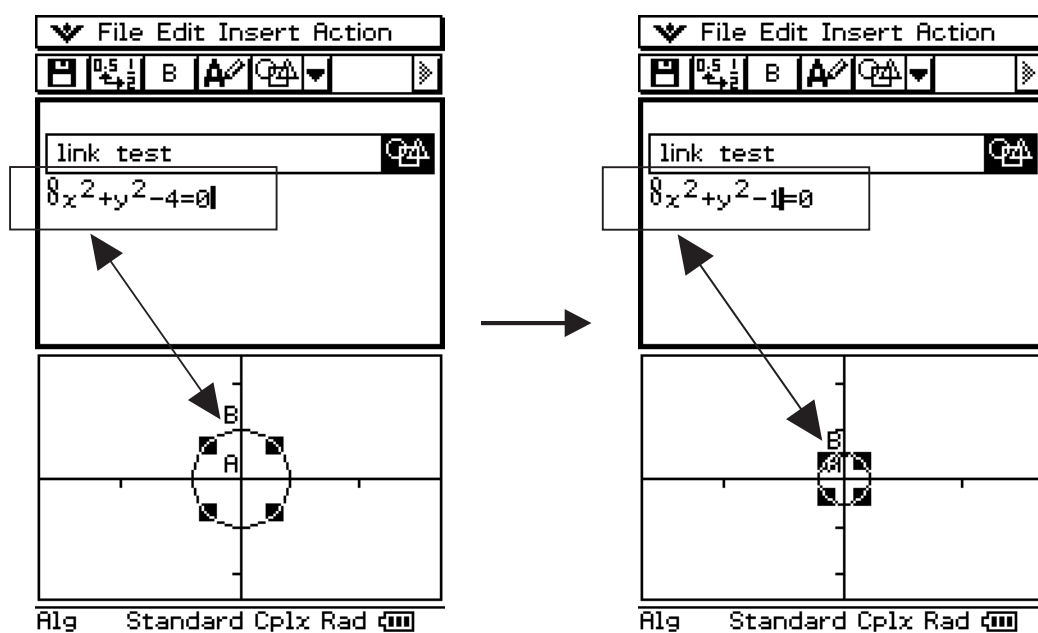 File Edit Insert Action
B
link test
x²+y²-4=0
B
A
Alg Standard Cplx Rad
File Edit Insert Action
B
link test
x²+y²-1=0
B
A
Alg Standard Cplx Rad